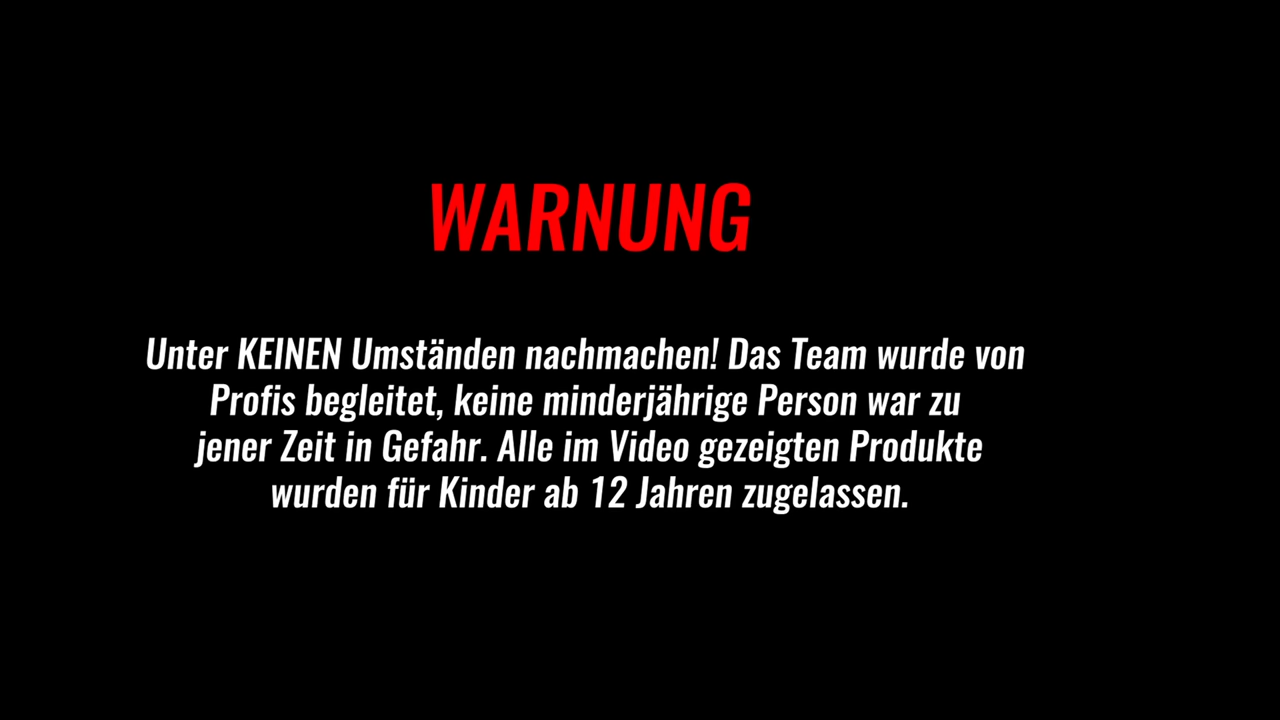 WARNUNG
Unter KEINEN Umständen nachmachen! Das Team wurde von
Profis begleitet, keine minderjährige Person war zu
jener Zeit in Gefahr. Alle im Video gezeigten Produkte
wurden für Kinder ab 12 Jahren zugelassen.